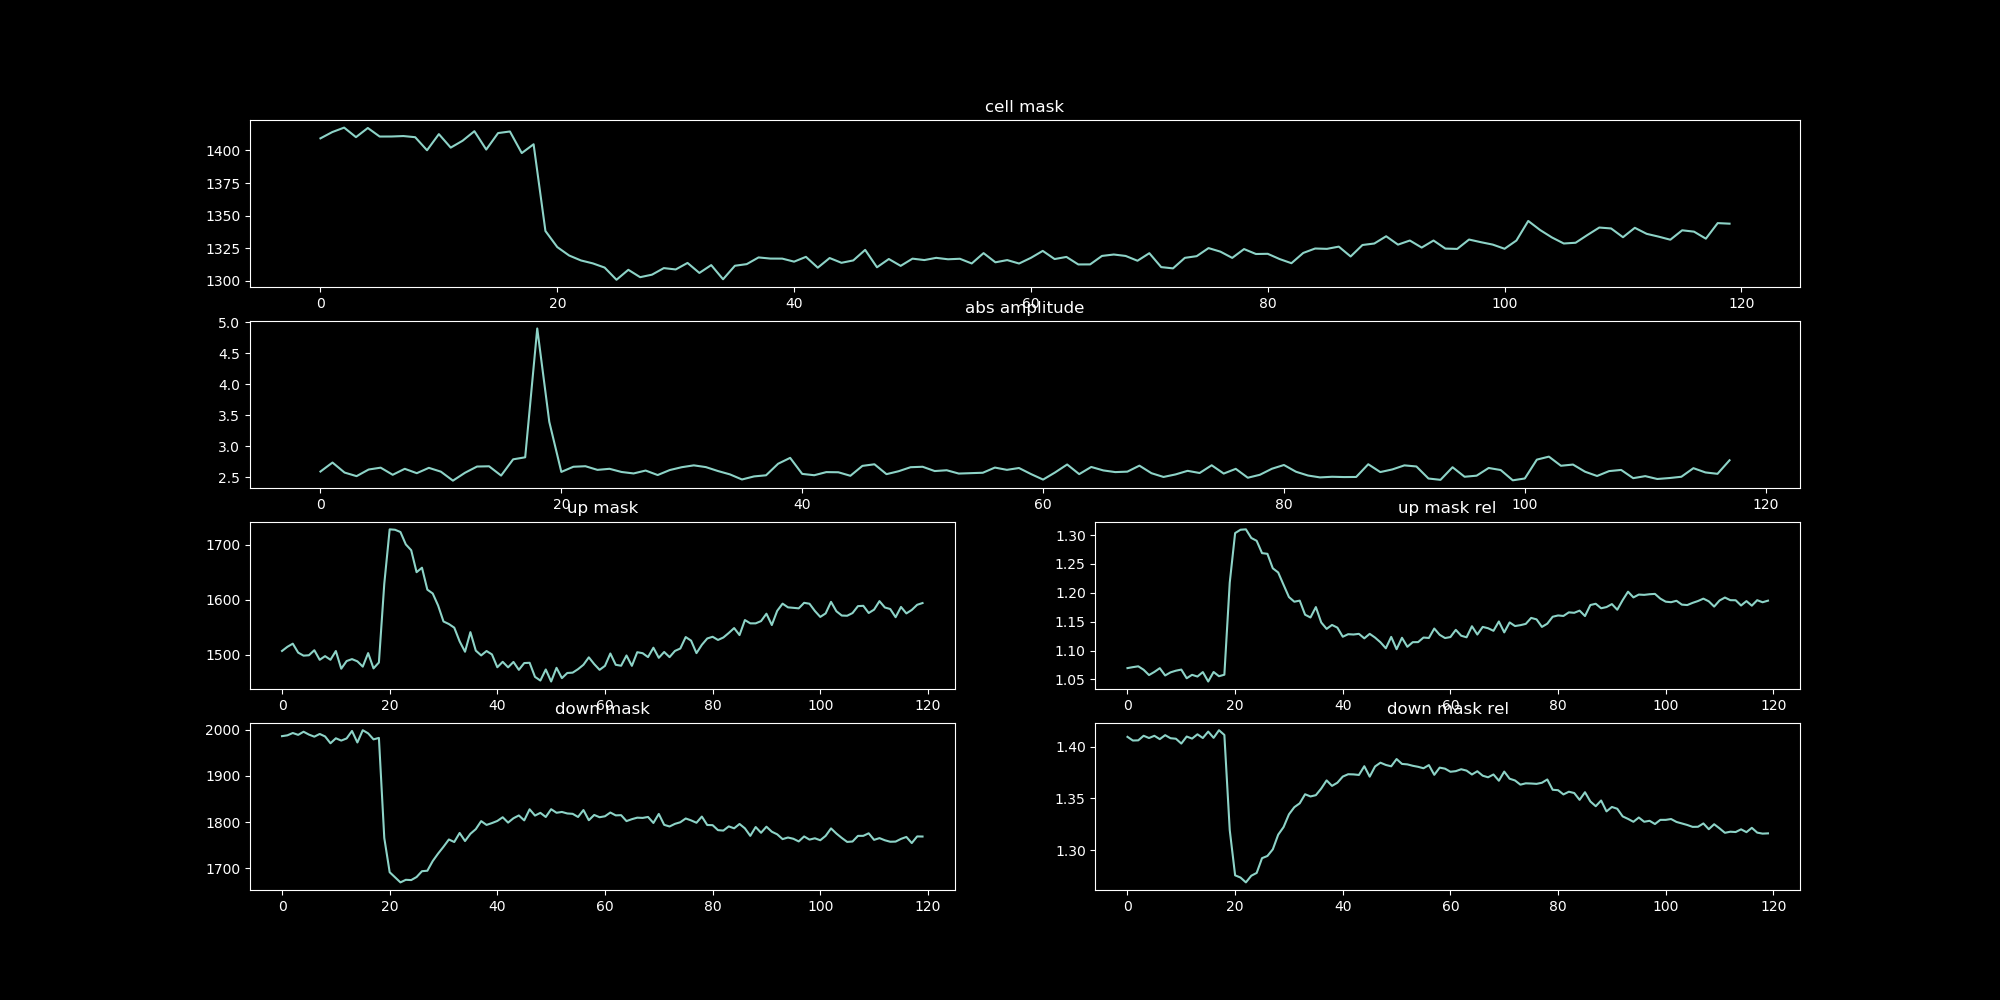 cell mask
1400
1375
1350
1325
1300
0 20 40 60 80 100 120
abs amplitude
5.0
4.5
4.0
3.5
3.0
2.5
0 20 40 60 80 100 120
up mask
1700
1600
1500
0 20 40 60 80 100 120
up mask rel
1.30
1.25
1.20
1.15
1.10
1.05
0 20 40 60 80 100 120
down mask
2000
1900
1800
1700
0 20 40 60 80 100 120
down mask rel
1.40
1.35
1.30
0 20 40 60 80 100 120